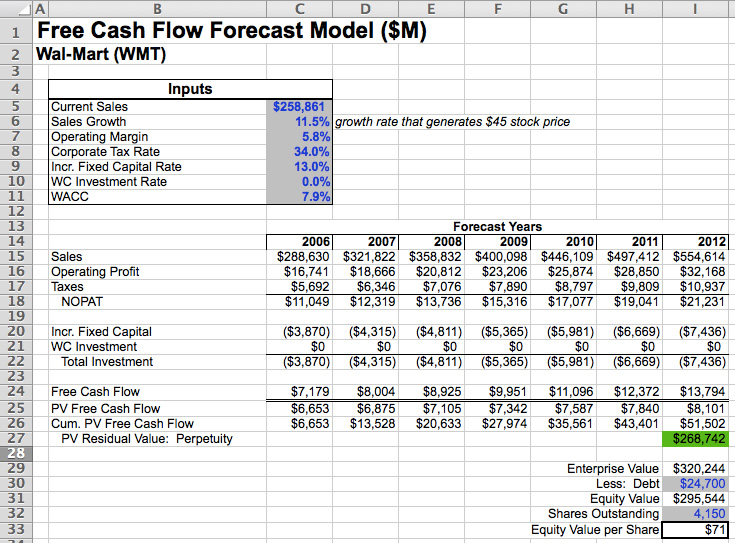 A B C D E F G H I
1 Free Cash Flow Forecast Model ($M)
2 Wal-Mart (WMT)
3
4 Inputs
5 Current Sales $258,861
6 Sales Growth 11.5% growth rate that generates $45 stock price
7 Operating Margin 5.8%
8 Corporate Tax Rate 34.0%
9 Incr. Fixed Capital Rate 13.0%
10 WC Investment Rate 0.0%
11 WACC 7.9%
12
13 Forecast Years
14 2006 2007 2008 2009 2010 2011 2012
15 Sales $288,630 $321,822 $358,832 $400,098 $446,109 $497,412 $554,614
16 Operating Profit $16,741 $18,666 $20,812 $23,206 $25,874 $28,850 $32,168
17 Taxes $5,692 $6,346 $7,076 $7,890 $8,797 $9,809 $10,937
18 NOPAT $11,049 $12,319 $13,736 $15,316 $17,077 $19,041 $21,231
19
20 Incr. Fixed Capital ($3,870) ($4,315) ($4,811) ($5,365) ($5,981) ($6,669) ($7,436)
21 WC Investment $0 $0 $0 $0 $0 $0 $0
22 Total Investment ($3,870) ($4,315) ($4,811) ($5,365) ($5,981) ($6,669) ($7,436)
23
24 Free Cash Flow $7,179 $8,004 $8,925 $9,951 $11,096 $12,372 $13,794
25 PV Free Cash Flow $6,653 $6,875 $7,105 $7,342 $7,587 $7,840 $8,101
26 Cum. PV Free Cash Flow $6,653 $13,528 $20,633 $27,974 $35,561 $43,401 $51,502
27 PV Residual Value: Perpetuity $268,742
28
29 Enterprise Value $320,244
30 Less: Debt $24,700
31 Equity Value $295,544
32 Shares Outstanding 4,150
33 Equity Value per Share $71